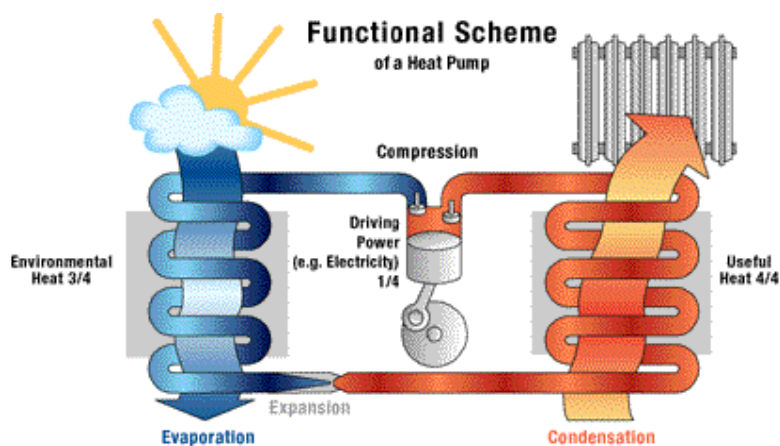 Functional Scheme
of a Heat Pump
Compression
Driving
Power
(e.g. Electricity)
1/4
Environmental
Heat 3/4
Useful
Heat 4/4
Expansion
Evaporation
Condensation